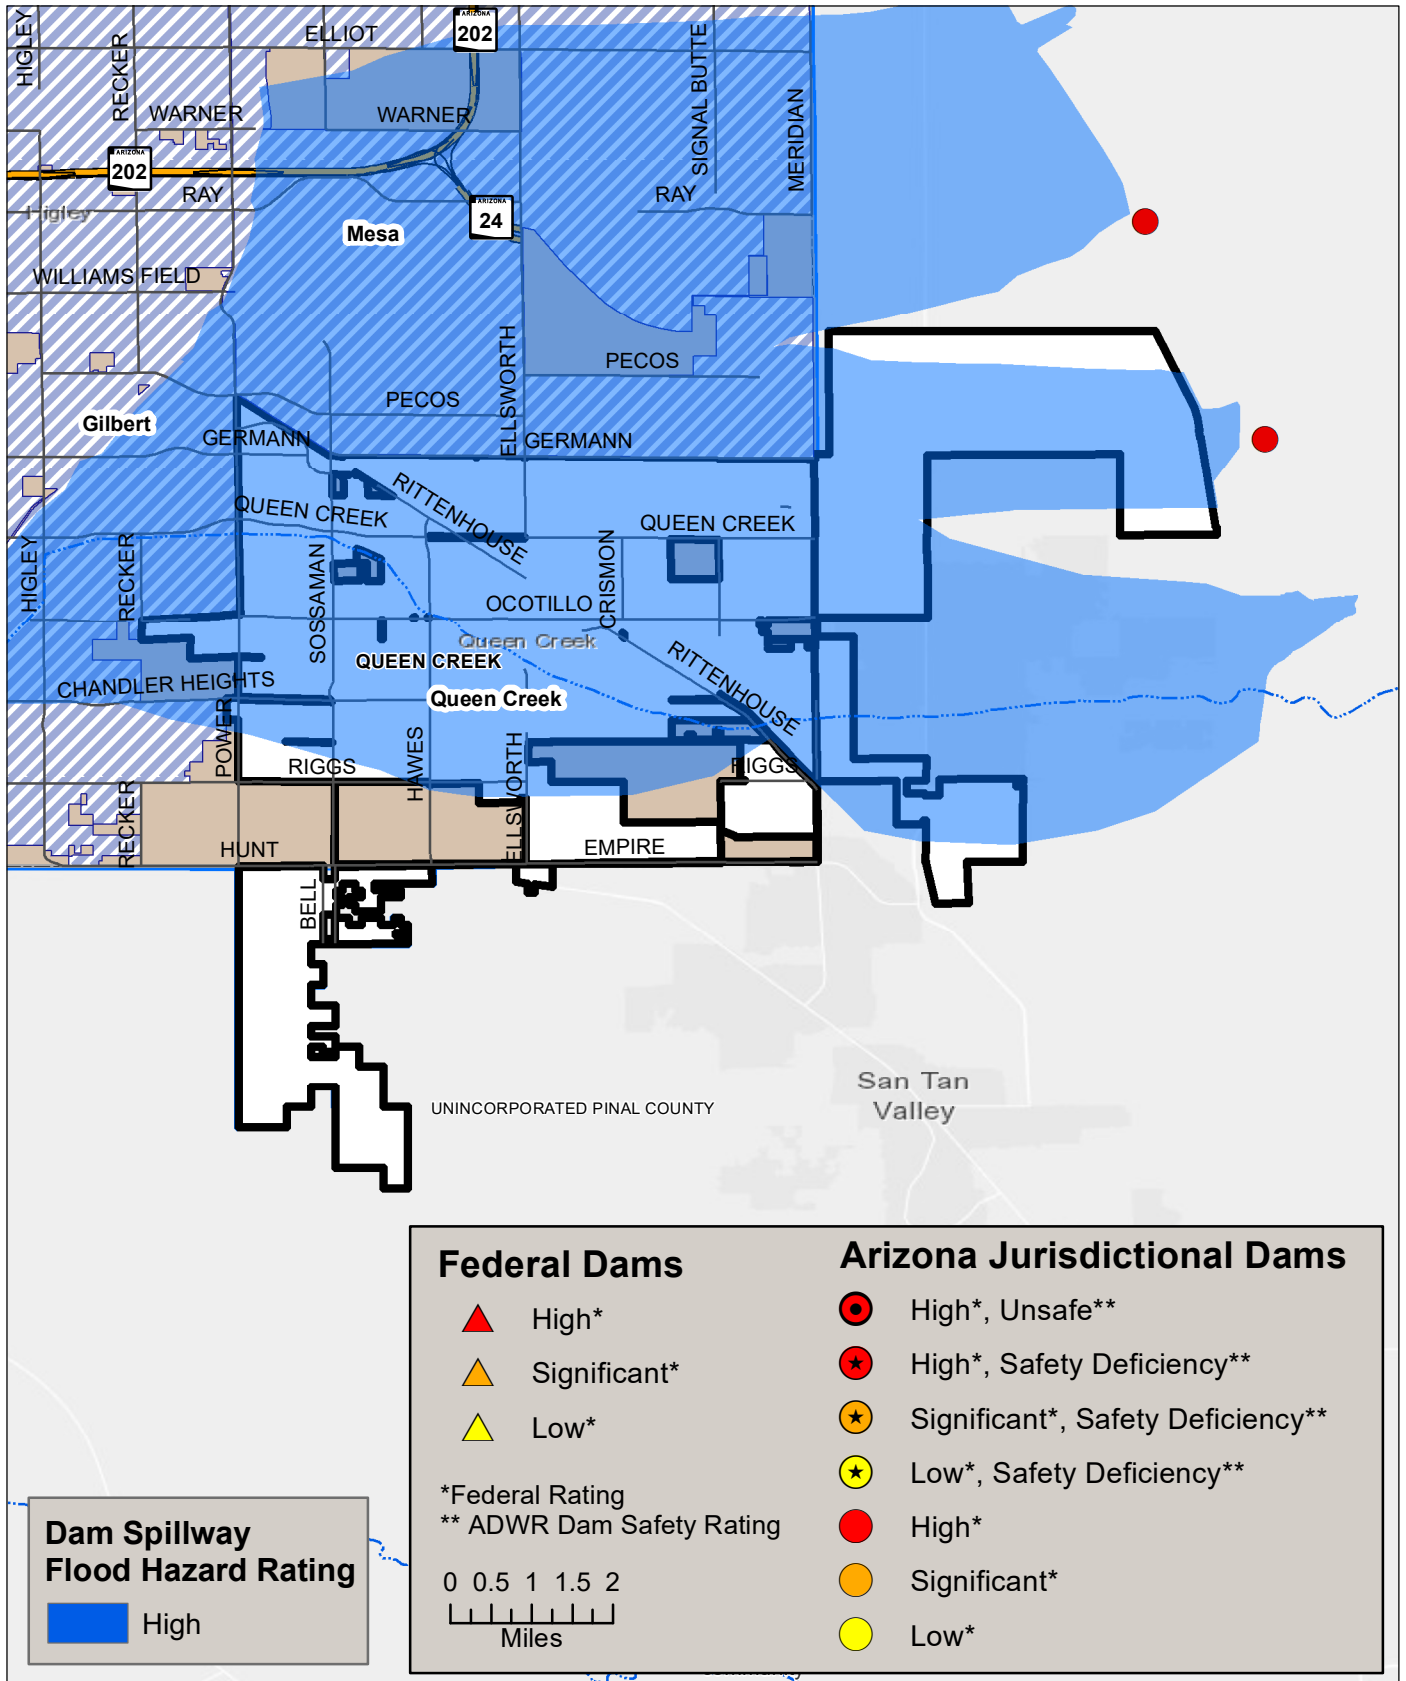 ARIZONA
202
ELLIOT
HIGLEY
RECKER
SIGNAL BUTTE
MERIDIAN
WARNER
WARNER
ARIZONA
202
RAY
RAY
Higley
ARIZONA
24
Mesa
WILLIAMS FIELD
ELLSWORTH
PECOS
PECOS
Gilbert
GERMANN
GERMANN
RITTENHOUSE
QUEEN CREEK
QUEEN CREEK
HIGLEY
RECKER
SOSSAMAN
CRISMON
OCOTILLO
Queen Creek
QUEEN CREEK
RITTENHOUSE
CHANDLER HEIGHTS
Queen Creek
POWER
HAWES
ELLSWORTH
RIGGS
RIGGS
RECKER
HUNT
EMPIRE
BELL
San Tan
Valley
UNINCORPORATED PINAL COUNTY
Federal Dams
High*
Significant*
Low*
*Federal Rating
** ADWR Dam Safety Rating
0 0.5 1 1.5 2
Miles
Arizona Jurisdictional Dams
High*, Unsafe**
High*, Safety Deficiency**
Significant*, Safety Deficiency**
Low*, Safety Deficiency**
High*
Significant*
Low*
Dam Spillway
Flood Hazard Rating
High